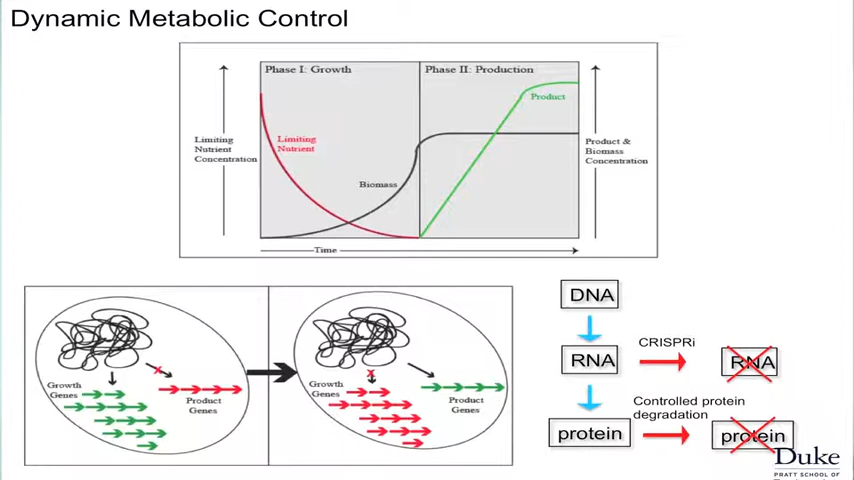 Dynamic Metabolic Control
Phase I: Growth
Phase II: Production
Product
Limiting
Nutrient
Concentration
Limiting
Nutrient
Biomass
Product &
Biomass
Concentration
Time
Growth
Genes
Product
Genes
Growth
Genes
Product
Genes
DNA
RNA
CRISPRi
RNA
Controlled protein
degradation
protein
protein
Duke
PRATT SCHOOL OF